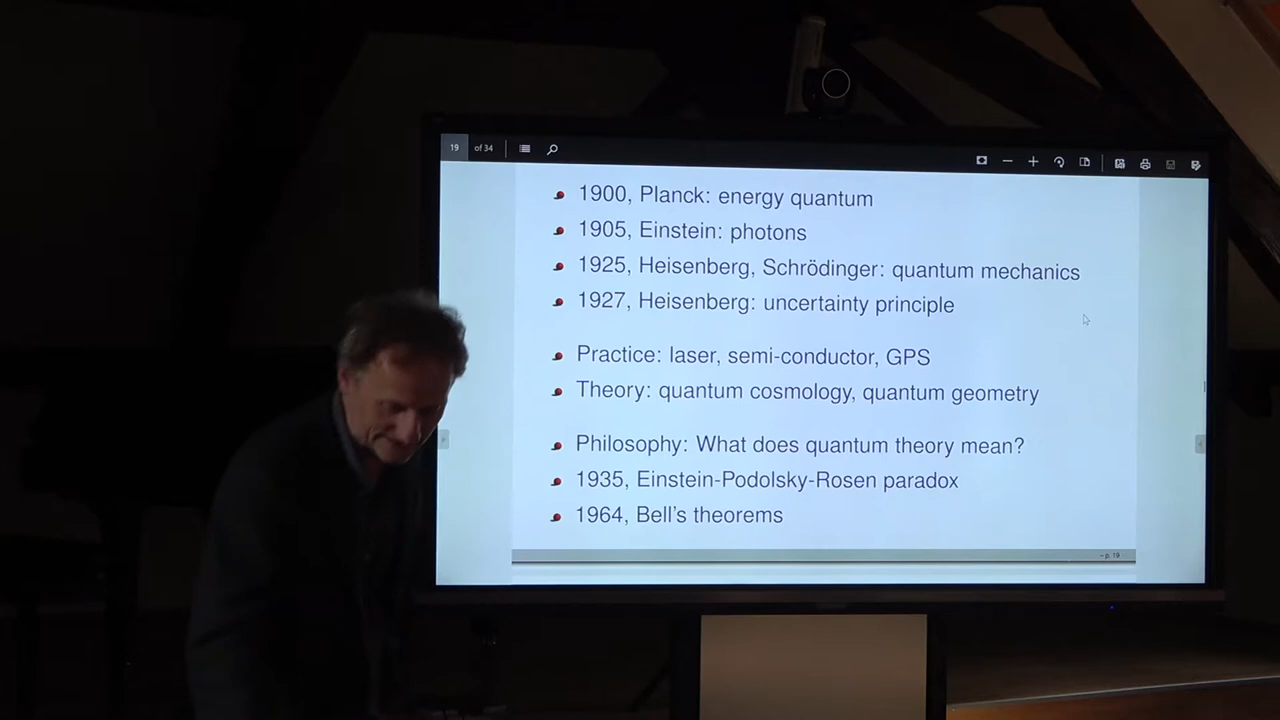 19 of 34
1900, Planck: energy quantum
1905, Einstein: photons
1925, Heisenberg, Schrödinger: quantum mechanics
1927, Heisenberg: uncertainty principle
Practice: laser, semi-conductor, GPS
Theory: quantum cosmology, quantum geometry
Philosophy: What does quantum theory mean?
1935, Einstein-Podolsky-Rosen paradox
1964, Bell's theorems
– p. 19